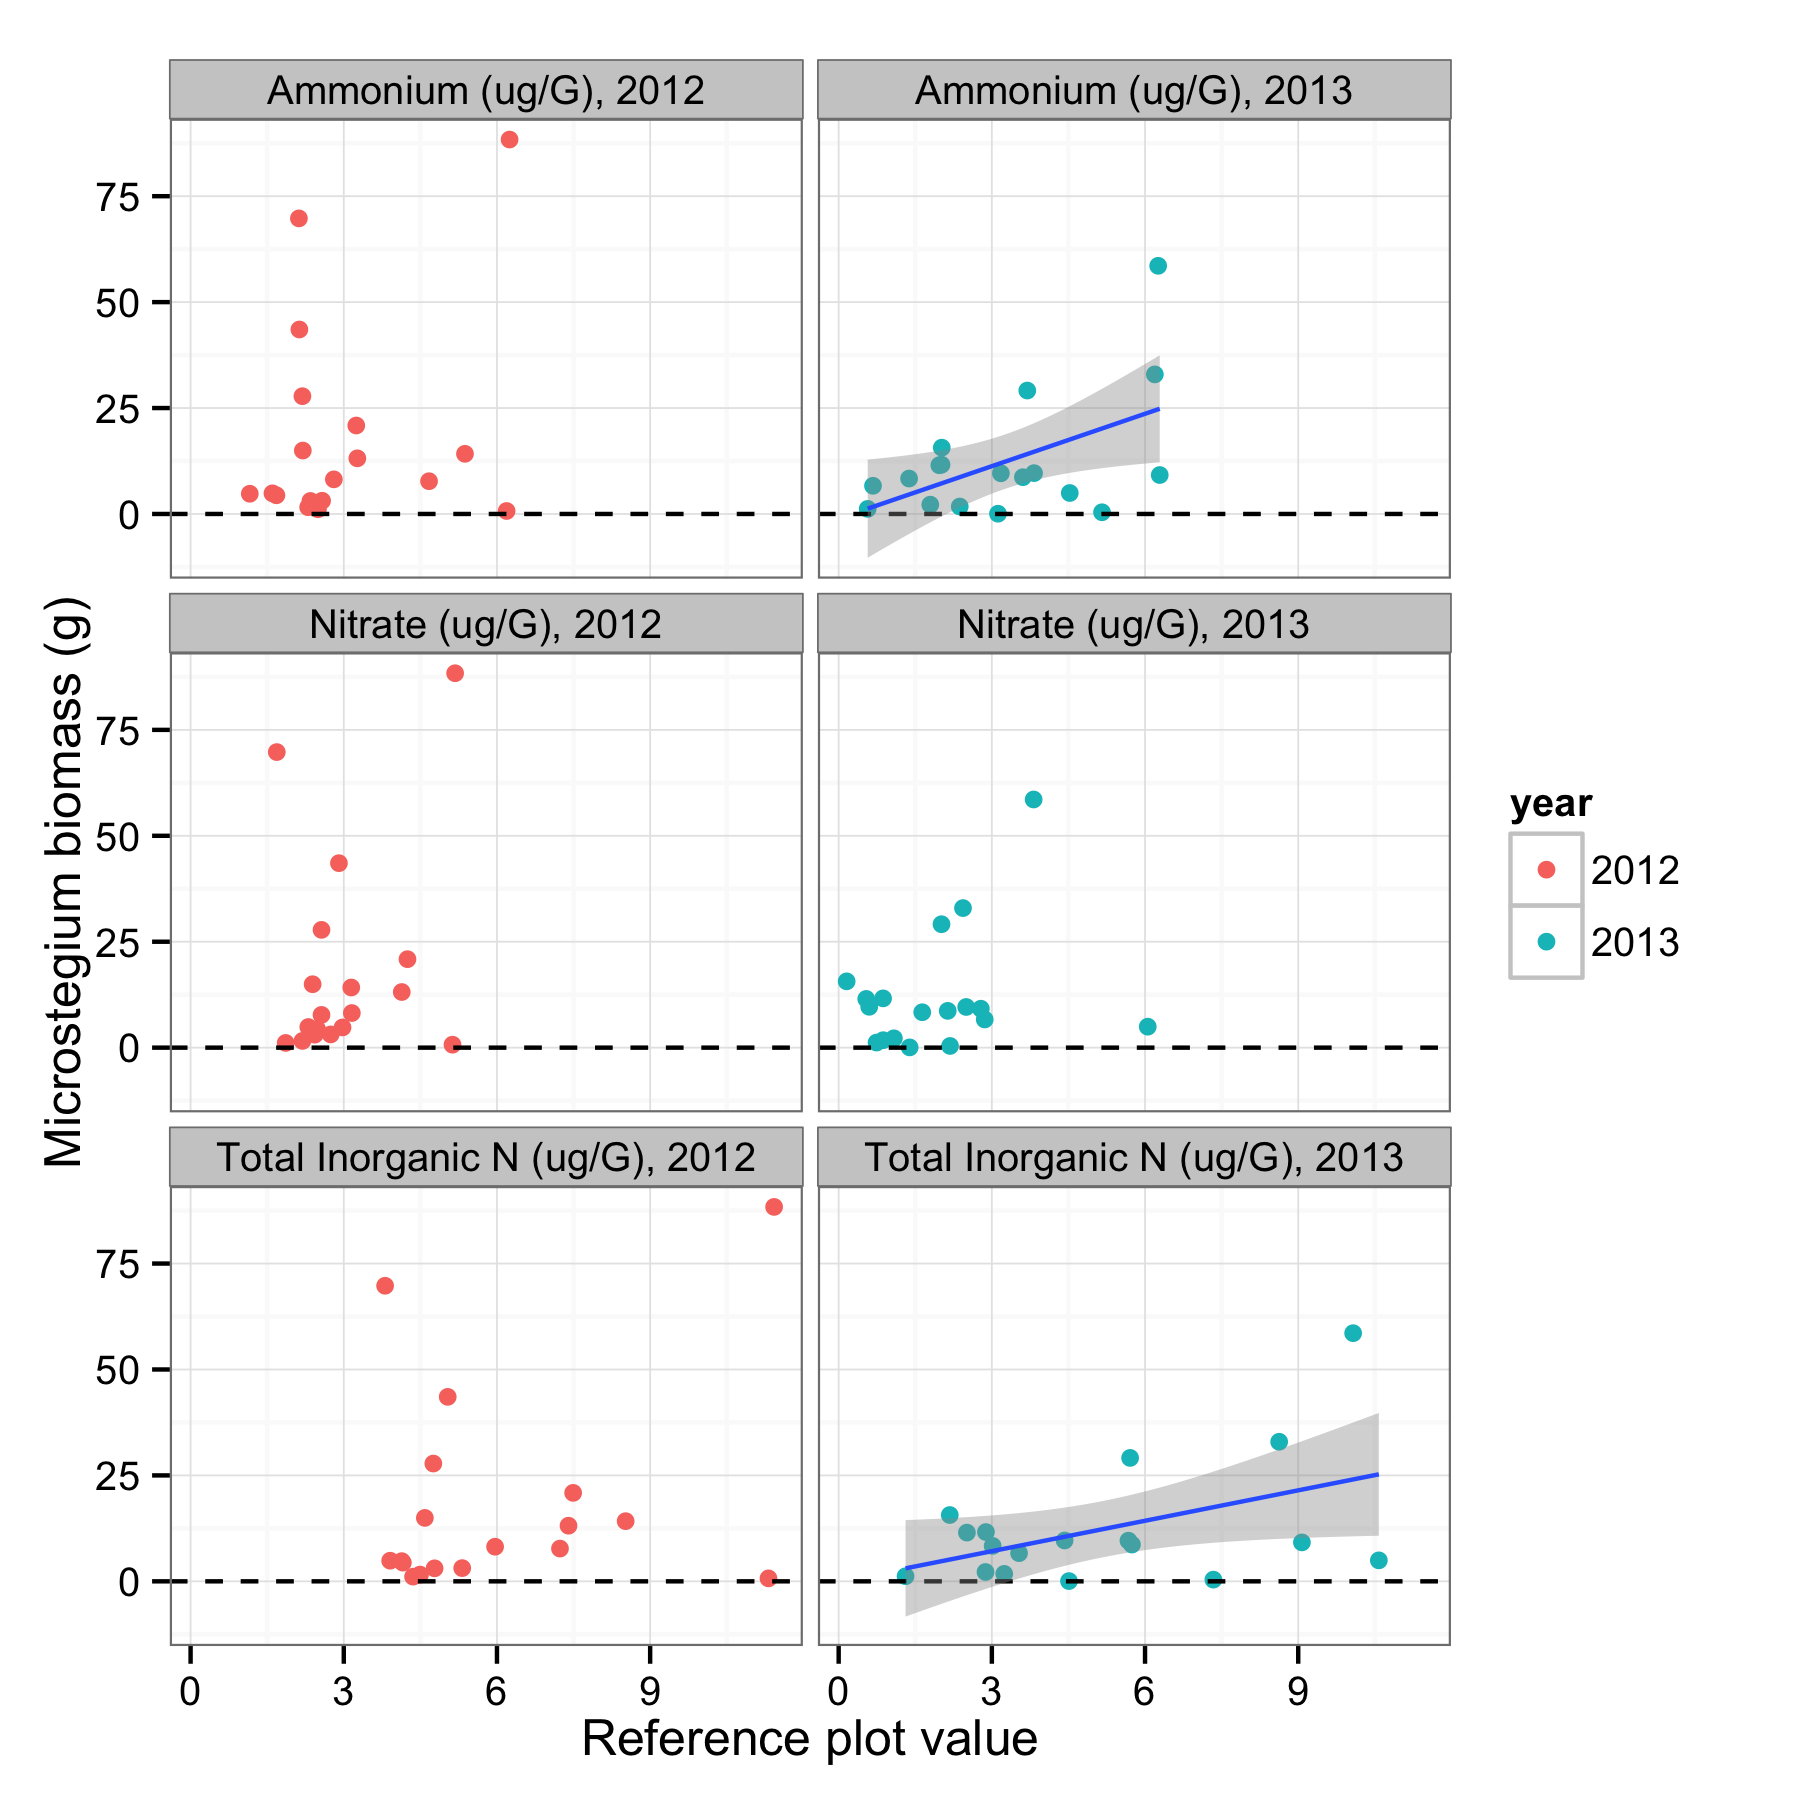 Ammonium (ug/G), 2012
Ammonium (ug/G), 2013
75
50
25
0
Nitrate (ug/G), 2012
Nitrate (ug/G), 2013
75
50
25
0
Total Inorganic N (ug/G), 2012
Total Inorganic N (ug/G), 2013
75
50
25
0
0 3 6 9
0 3 6 9
Reference plot value
Microstegium biomass (g)
year
2012
2013